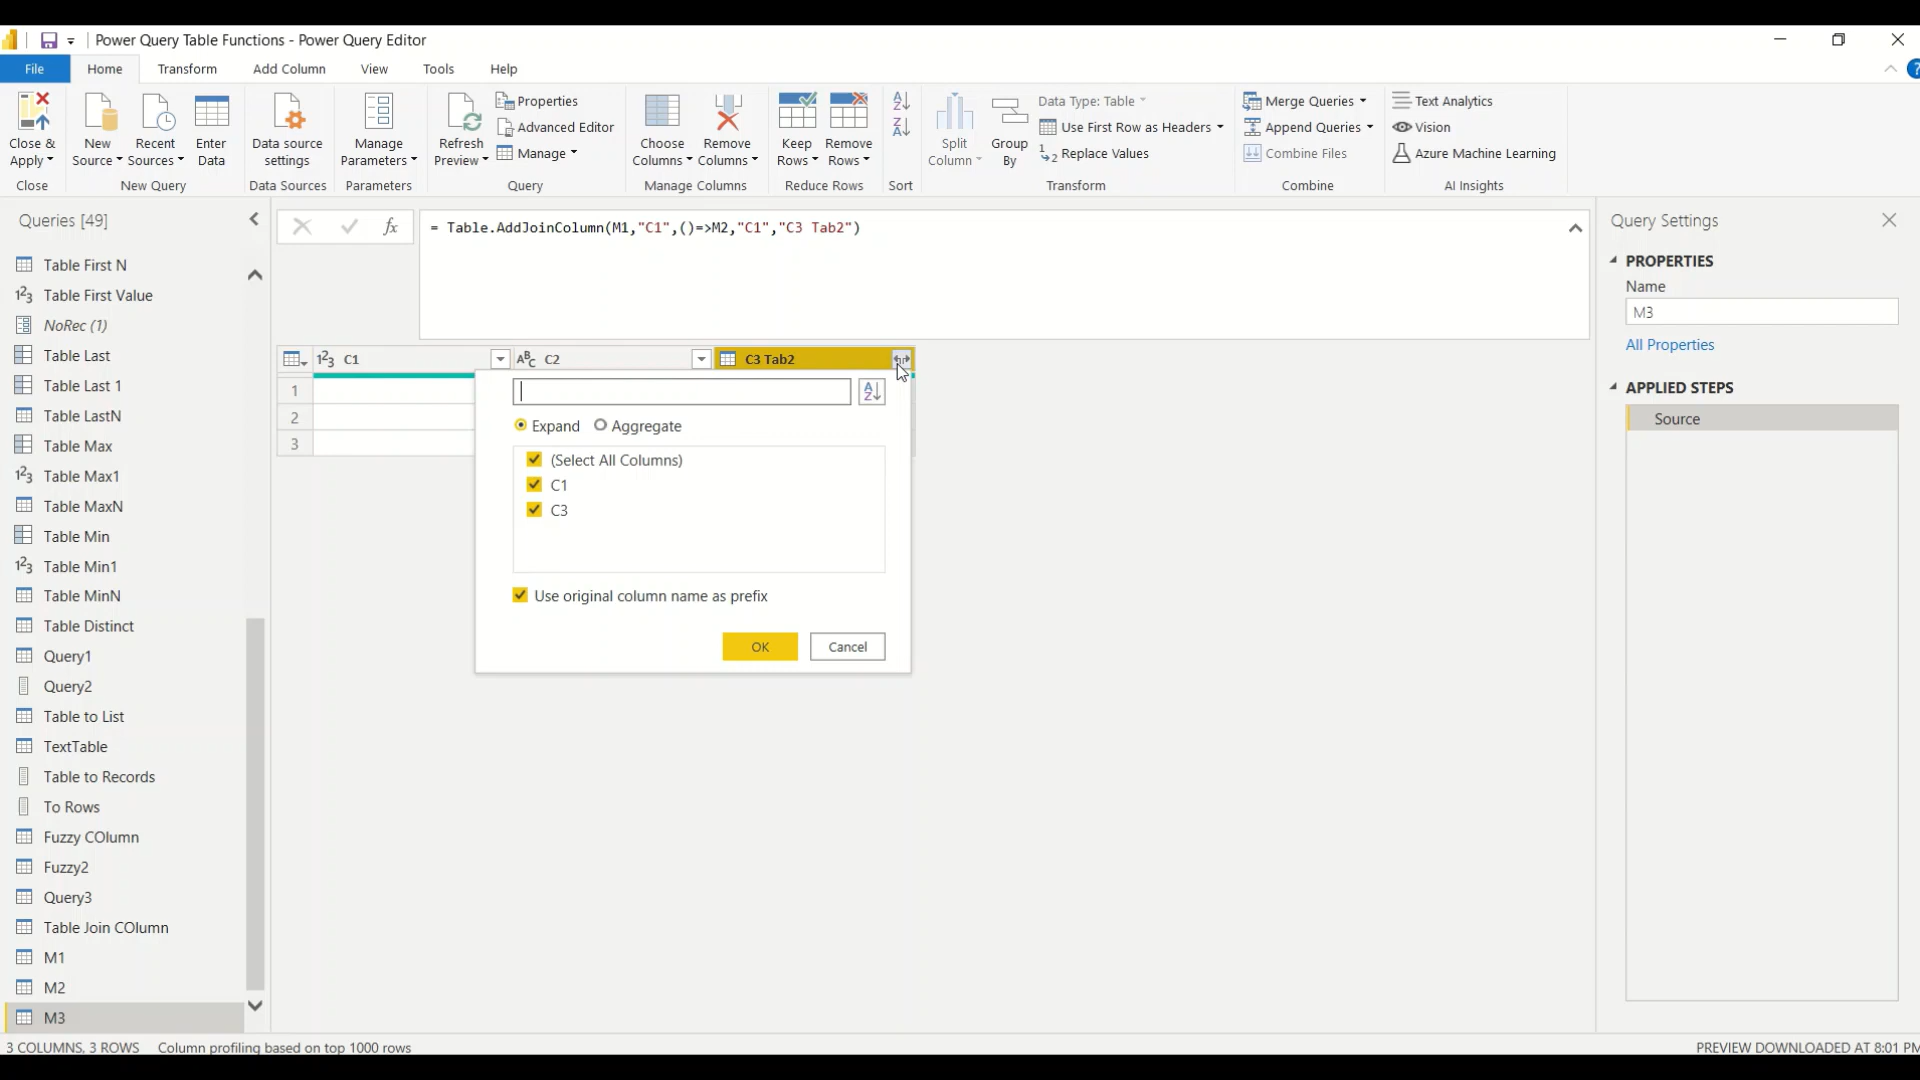 Power Query Table Functions - Power Query Editor
File Home Transform Add Column View Tools Help
Close & Apply
New Source
Recent Sources
Enter Data
Data source settings
Manage Parameters
Refresh Preview
Properties
Advanced Editor
Manage
Choose Columns
Remove Columns
Keep Rows
Remove Rows
Split Column
Group By
Data Type: Table
Use First Row as Headers
Replace Values
Merge Queries
Append Queries
Combine Files
Text Analytics
Vision
Azure Machine Learning
Close New Query Data Sources Parameters Query Manage Columns Reduce Rows Sort Transform Combine AI Insights
Queries [49]
Table First N
Table First Value
NoRec (1)
Table Last
Table Last 1
Table LastN
Table Max
Table Max1
Table MaxN
Table Min
Table Min1
Table MinN
Table Distinct
Query1
Query2
Table to List
TextTable
Table to Records
To Rows
Fuzzy COlumn
Fuzzy2
Query3
Table Join COlumn
M1
M2
M3
fx
= Table.AddJoinColumn(M1,"C1",()=>M2,"C1","C3 Tab2")
123 C1 ABC C2 C3 Tab2
1
2
3
Expand Aggregate
(Select All Columns)
C1
C3
Use original column name as prefix
OK Cancel
Query Settings
PROPERTIES
Name
M3
All Properties
APPLIED STEPS
Source
3 COLUMNS, 3 ROWS Column profiling based on top 1000 rows
PREVIEW DOWNLOADED AT 8:01 PM